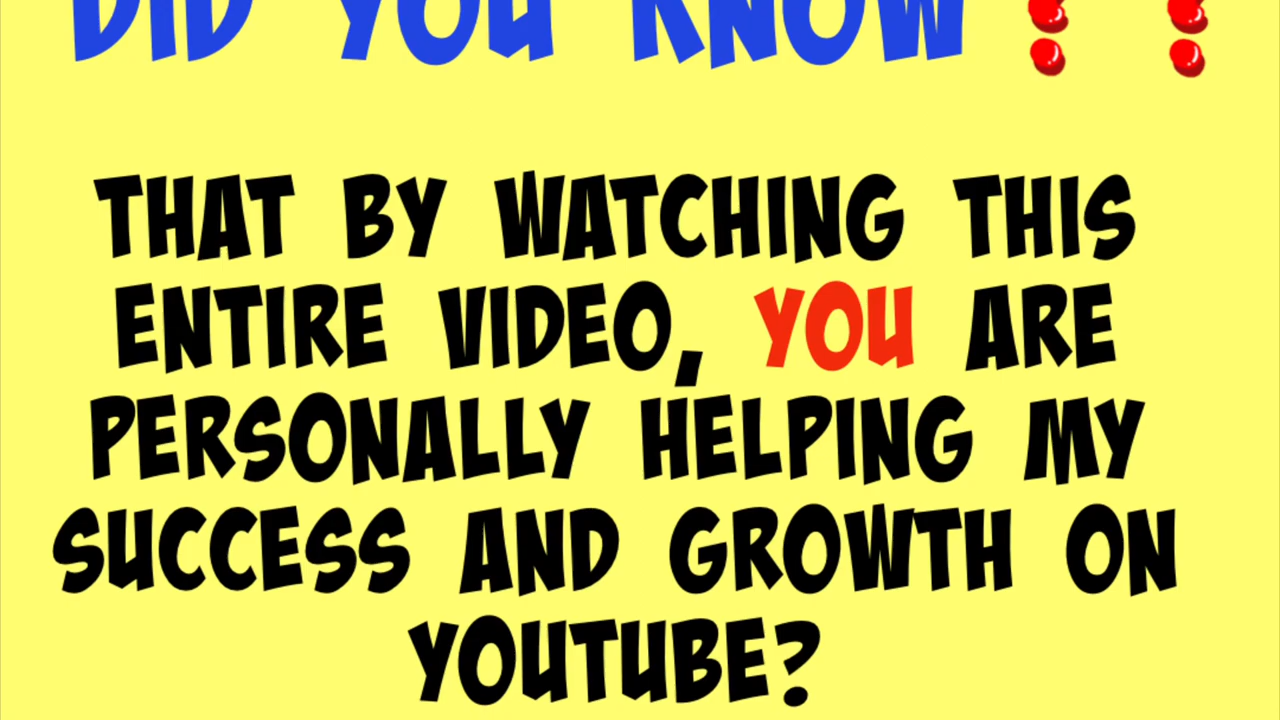 DID YOU KNOW❓❓
THAT BY WATCHING THIS
ENTIRE VIDEO, YOU ARE
PERSONALLY HELPING MY
SUCCESS AND GROWTH ON
YOUTUBE?